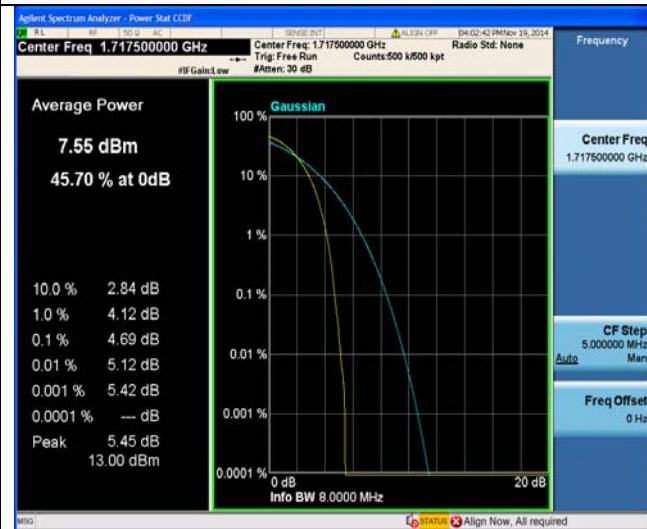 Agilent Spectrum Analyzer - Power Stat CCDF
RL RF 50 Ω AC SENSE:INT ALIGN OFF 04:02:42 PM Nov 19, 2014
Center Freq 1.717500000 GHz
Center Freq: 1.717500000 GHz Radio Std: None
Trig: Free Run Counts:500 k/500 kpt
#IFGain:Low #Atten: 30 dB
Frequency
Average Power
7.55 dBm
45.70 % at 0dB
10.0 % 2.84 dB
1.0 % 4.12 dB
0.1 % 4.69 dB
0.01 % 5.12 dB
0.001 % 5.42 dB
0.0001 % --- dB
Peak 5.45 dB
13.00 dBm
Gaussian
100 %
10 %
1 %
0.1 %
0.01 %
0.001 %
0.0001 %
0 dB 20 dB
Info BW 8.0000 MHz
Center Freq
1.717500000 GHz
CF Step
5.000000 MHz
Auto Man
Freq Offset
0 Hz
MSG STATUS Align Now, All required